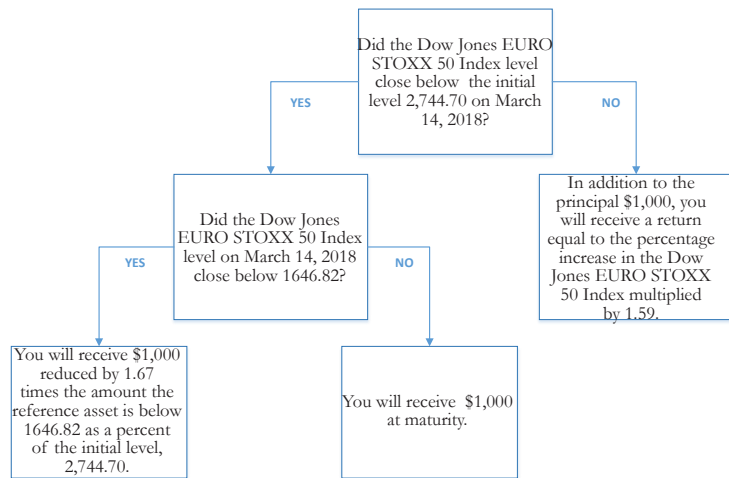 Did the Dow Jones EURO
STOXX 50 Index level
close below the initial
level 2,744.70 on March
14, 2018?
YES
NO
Did the Dow Jones
EURO STOXX 50 Index
level on March 14, 2018
close below 1646.82?
In addition to the
principal $1,000, you
will receive a return
equal to the percentage
increase in the Dow
Jones EURO STOXX
50 Index multiplied
by 1.59.
YES
NO
You will receive $1,000
reduced by 1.67
times the amount the
reference asset is below
1646.82 as a percent
of the initial level,
2,744.70.
You will receive $1,000
at maturity.